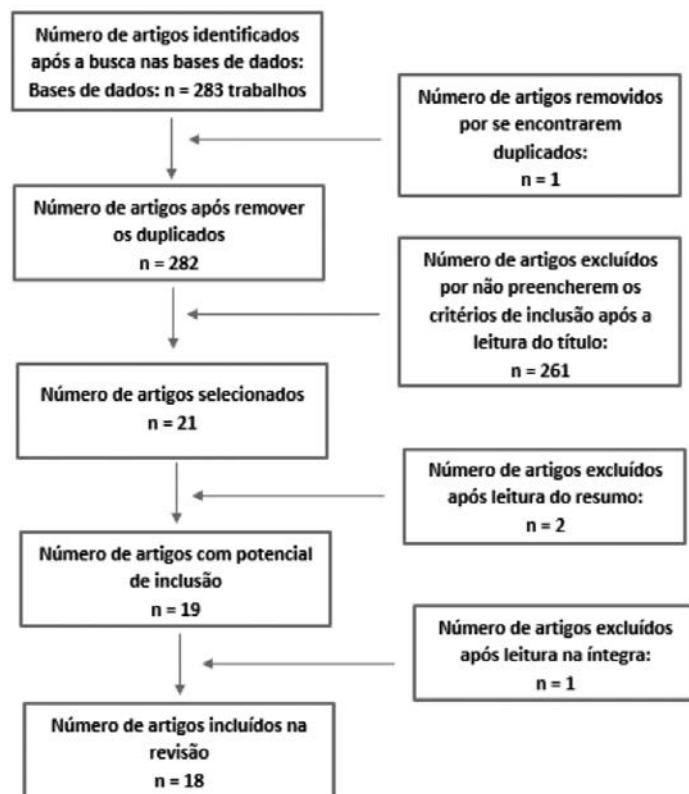 Número de artigos identificados
após a busca nas bases de dados:
Bases de dados: n = 283 trabalhos
Número de artigos removidos
por se encontrarem
duplicados:
n = 1
Número de artigos após remover
os duplicados
n = 282
Número de artigos excluídos
por não preencherem os
critérios de inclusão após a
leitura do título:
n = 261
Número de artigos selecionados
n = 21
Número de artigos excluídos
após leitura do resumo:
n = 2
Número de artigos com potencial
de inclusão
n = 19
Número de artigos excluídos
após leitura na íntegra:
n = 1
Número de artigos incluídos na
revisão
n = 18